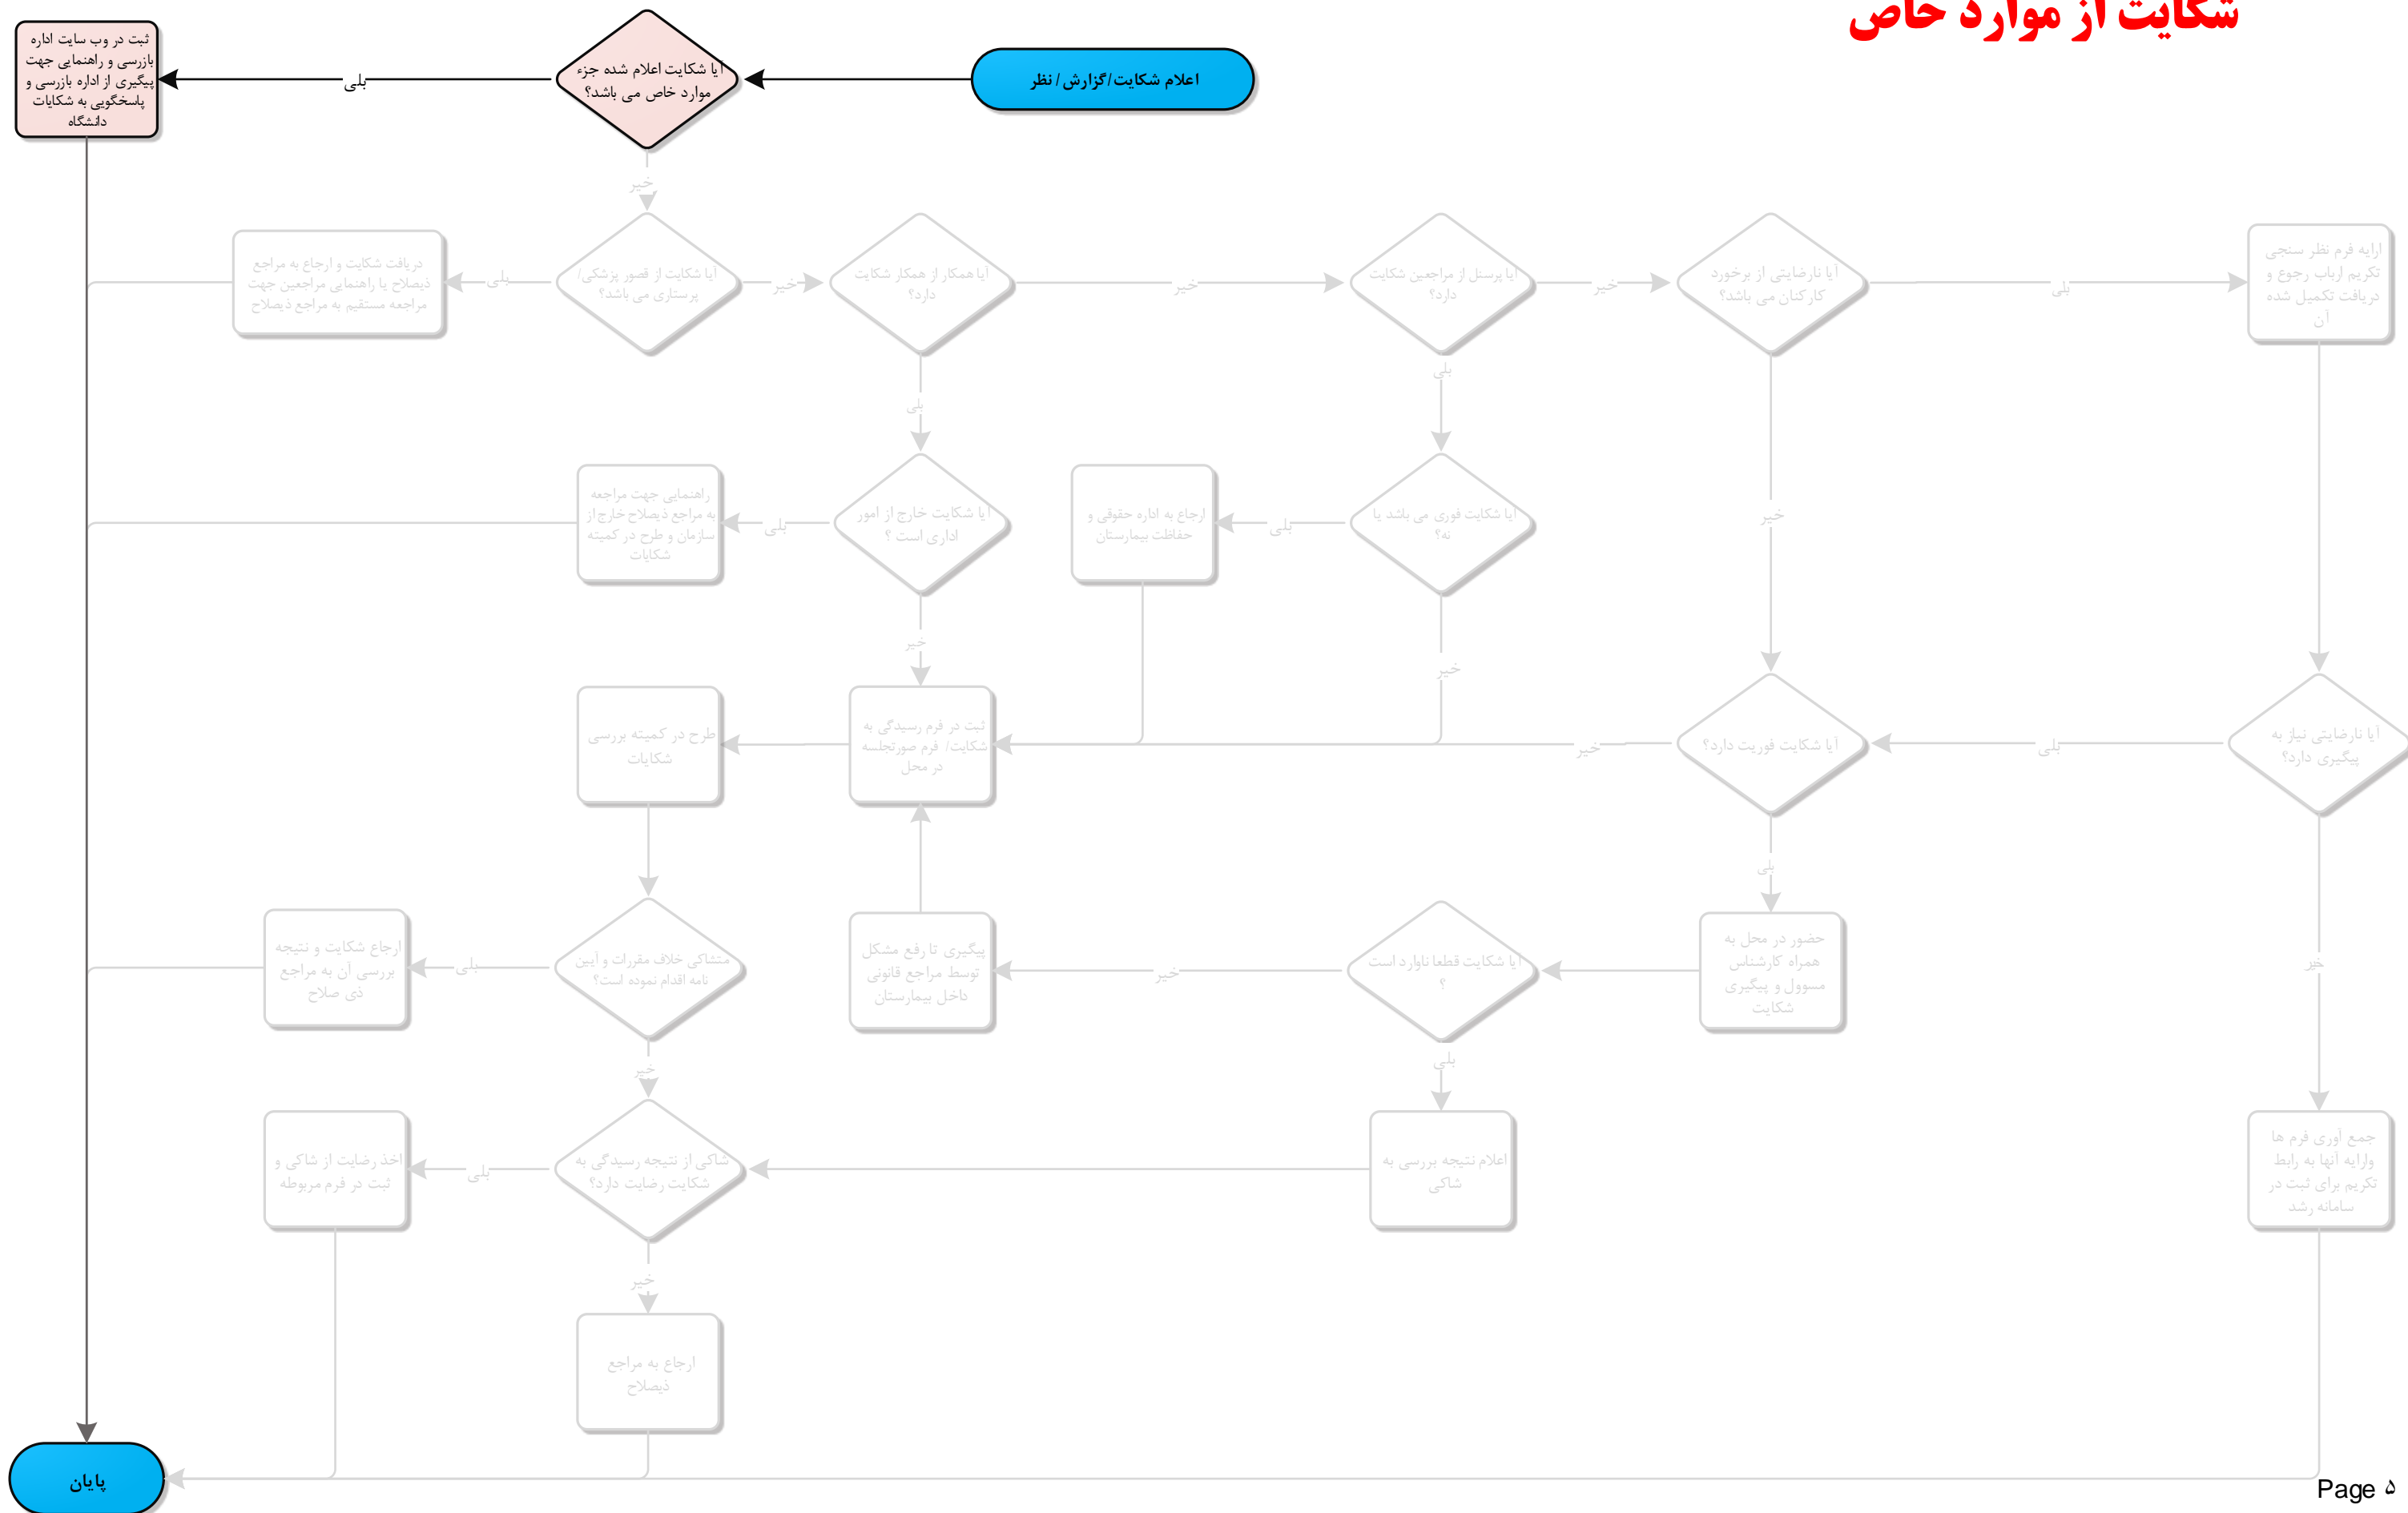 شکایت از موارد خاص
اعلام شکایت/گزارش/ نظر
آیا شکایت اعلام شده جزء
موارد خاص می باشد؟
بلی
ثبت در وب سایت اداره
بازرسی و راهنمایی جهت
پیگیری از اداره بازرسی و
پاسخگویی به شکایات
دانشگاه
خیر
ارایه فرم نظر سنجی
تکریم ارباب رجوع و
دریافت تکمیل شده
آن
بلی
آیا نارضایتی از برخورد
کارکنان می باشد؟
خیر
آیا پرسنل از مراجعین شکایت
دارد؟
خیر
آیا همکار از همکار شکایت
دارد؟
خیر
آیا شکایت از قصور پزشکی/
پرستاری می باشد؟
بلی
دریافت شکایت و ارجاع به مراجع
ذیصلاح یا راهنمایی مراجعین جهت
مراجعه مستقیم به مراجع ذیصلاح
بلی
بلی
خیر
آیا شکایت فوری می باشد یا
نه؟
بلی
ارجاع به اداره حقوقی و
حفاظت بیمارستان
آیا شکایت خارج از امور
اداری است ؟
بلی
راهنمایی جهت مراجعه
به مراجع ذیصلاح خارج از
سازمان و طرح در کمیته
شکایات
خیر
خیر
آیا نارضایتی نیاز به
پیگیری دارد؟
بلی
آیا شکایت فوریت دارد؟
خیر
ثبت در فرم رسیدگی به
شکایت/ فرم صورتجلسه
در محل
طرح در کمیته بررسی
شکایات
بلی
خیر
حضور در محل به
همراه کارشناس
مسوول و پیگیری
شکایت
آیا شکایت قطعا ناوارد است
؟
خیر
پیگیری تا رفع مشکل
توسط مراجع قانونی
داخل بیمارستان
متشاکی خلاف مقررات و آیین
نامه اقدام نموده است؟
بلی
ارجاع شکایت و نتیجه
بررسی آن به مراجع
ذی صلاح
بلی
خیر
جمع آوری فرم ها
وارایه آنها به رابط
تکریم برای ثبت در
سامانه رشد
اعلام نتیجه بررسی به
شاکی
شاکی از نتیجه رسیدگی به
شکایت رضایت دارد؟
بلی
اخذ رضایت از شاکی و
ثبت در فرم مربوطه
خیر
ارجاع به مراجع
ذیصلاح
پایان
Page ۵